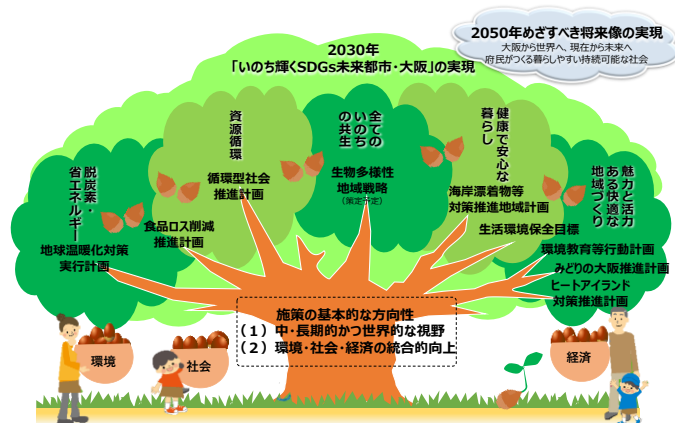 2050年めざすべき将来像の実現
大阪から世界へ、現在から未来へ
府民がつくる暮らしやすい持続可能な社会
2030年
「いのち輝くSDGs未来都市・大阪」の実現
脱炭素・
省エネルギー
地球温暖化対策
実行計画
資源循環
循環型社会
推進計画
食品ロス削減
推進計画
全ての
いのち
の共生
生物多様性
地域戦略
(策定予定)
健康で安心な
暮らし
海岸漂着物等
対策推進地域計画
生活環境保全目標
魅力と活力
ある快適な
地域づくり
環境教育等行動計画
みどりの大阪推進計画
ヒートアイランド
対策推進計画
施策の基本的な方向性
(1) 中・長期的かつ世界的な視野
(2) 環境・社会・経済の統合的向上
環境
社会
経済